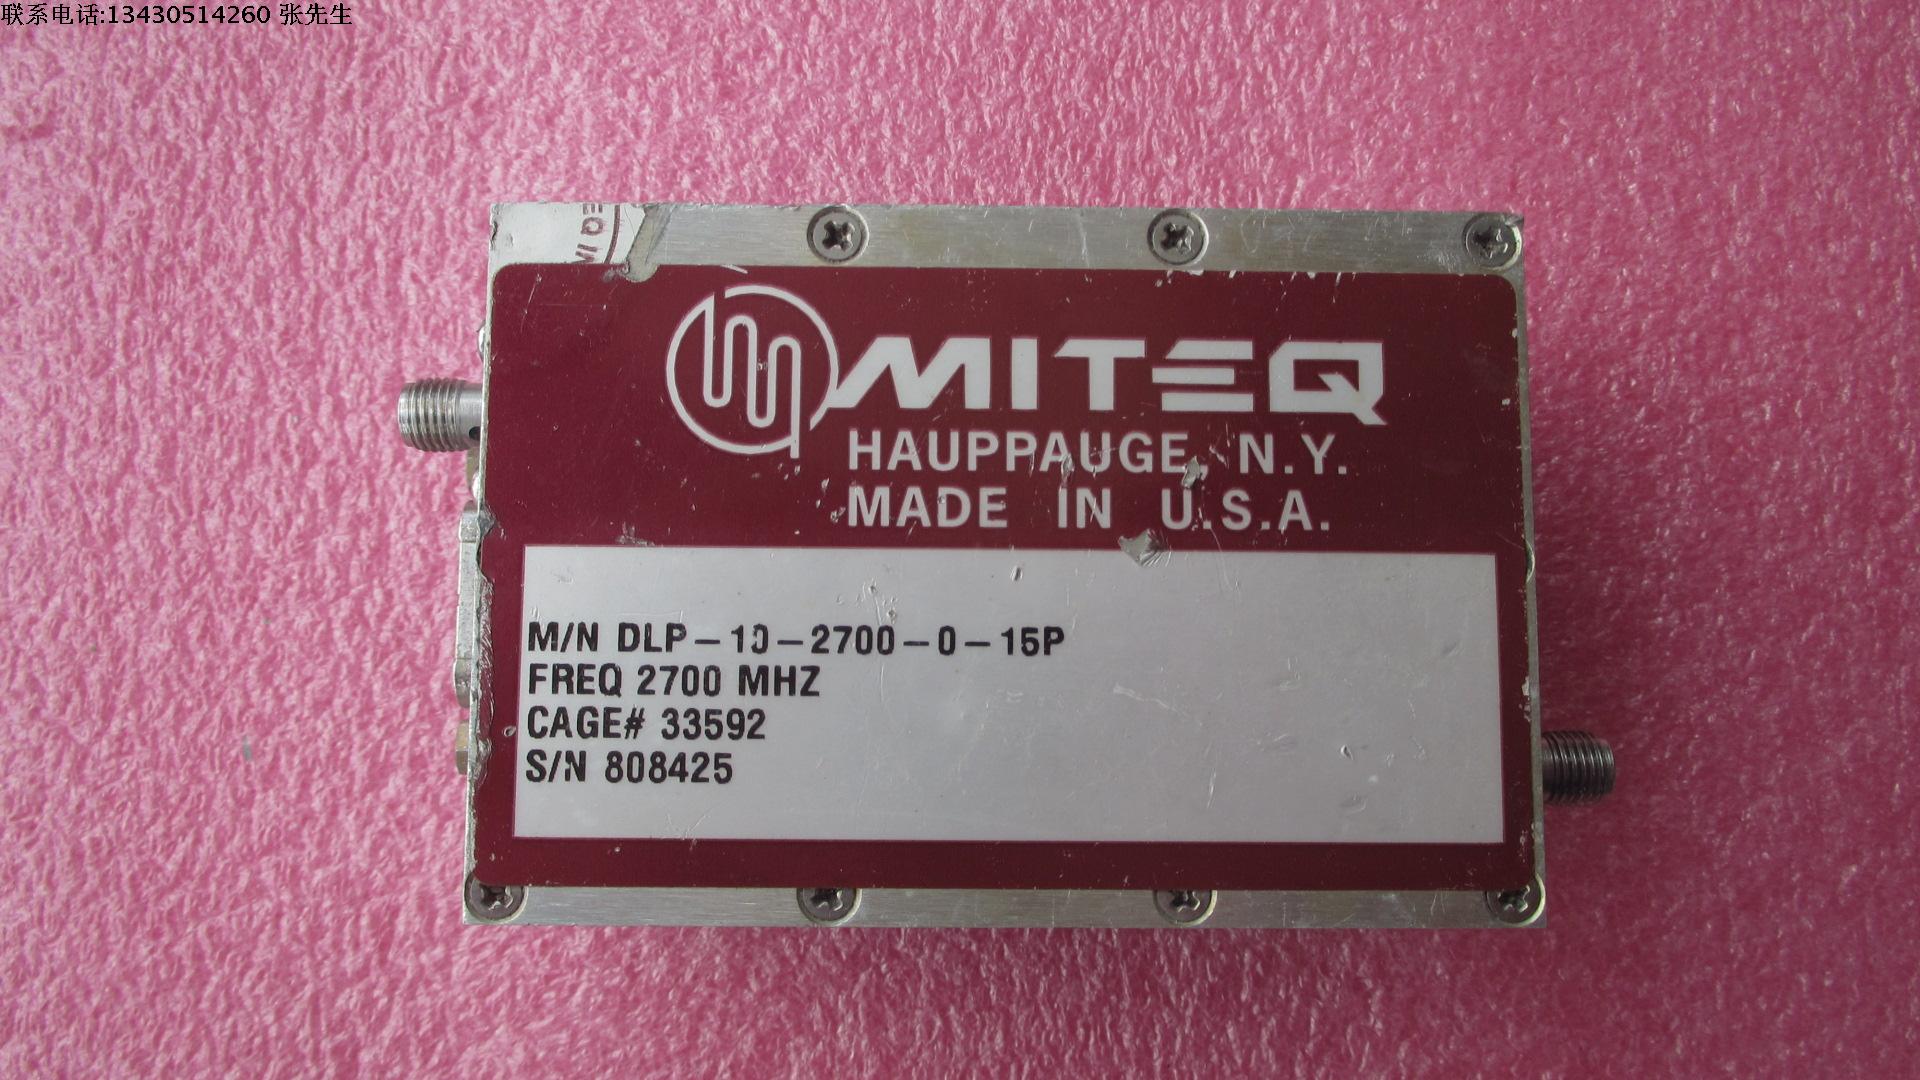 联系电话:13430514260 张先生
EQ
MITEQ
HAUPPAUGE, N.Y.
MADE IN U.S.A.
M/N DLP-10-2700-0-15P
FREQ 2700 MHZ
CAGE# 33592
S/N 808425